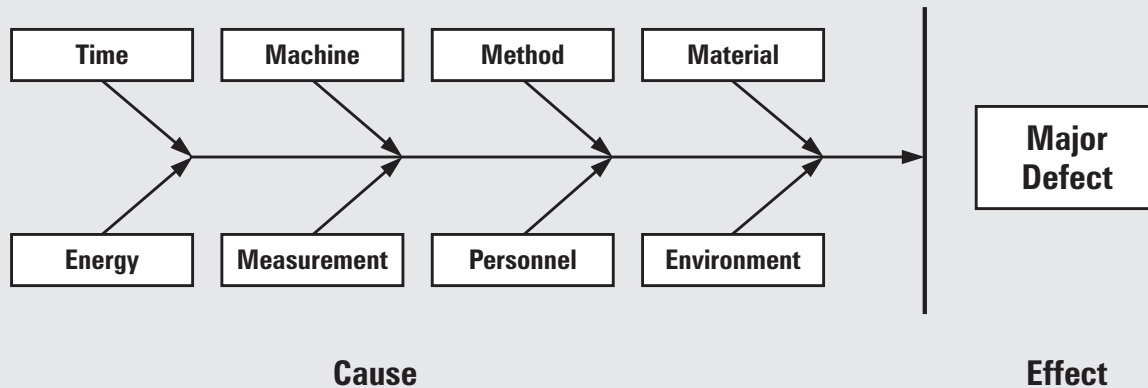 Time
Machine
Method
Material
Major
Defect
Energy
Measurement
Personnel
Environment
Cause
Effect